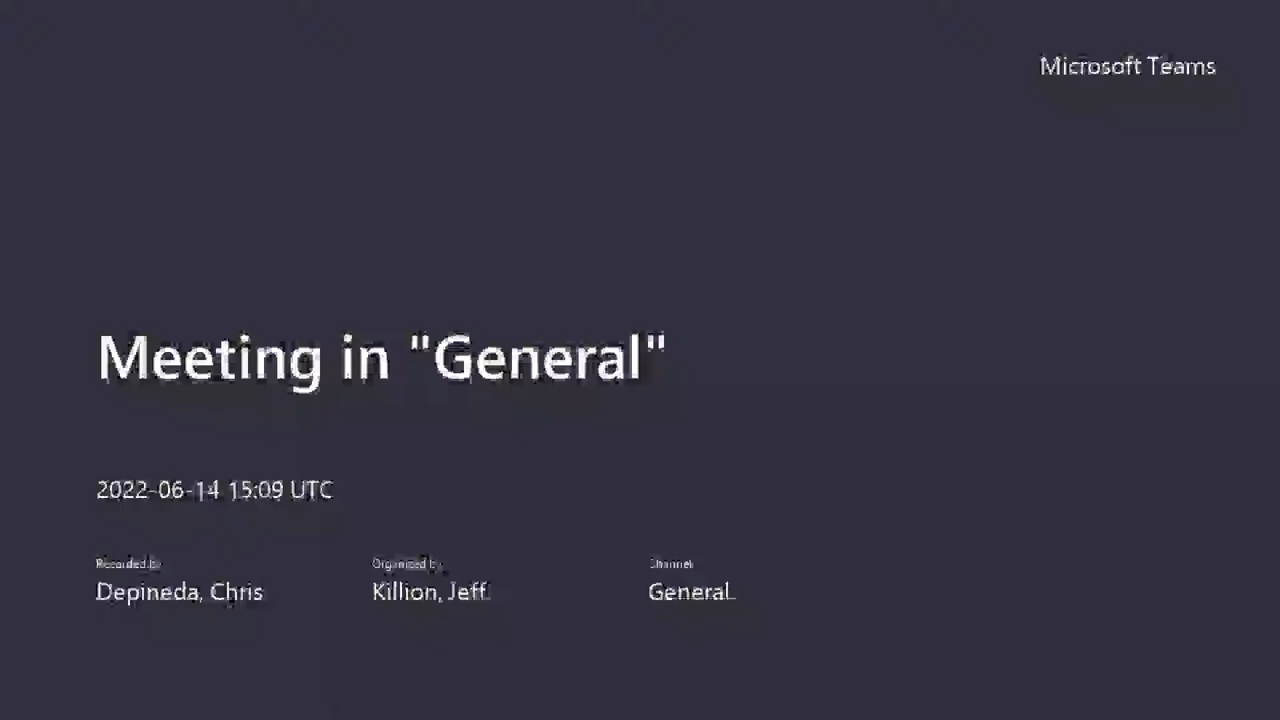 Microsoft Teams
Meeting in "General"
2022-06-14 15:09 UTC
Recorded by Organized by Channel
Depineda, Chris Killion, Jeff General